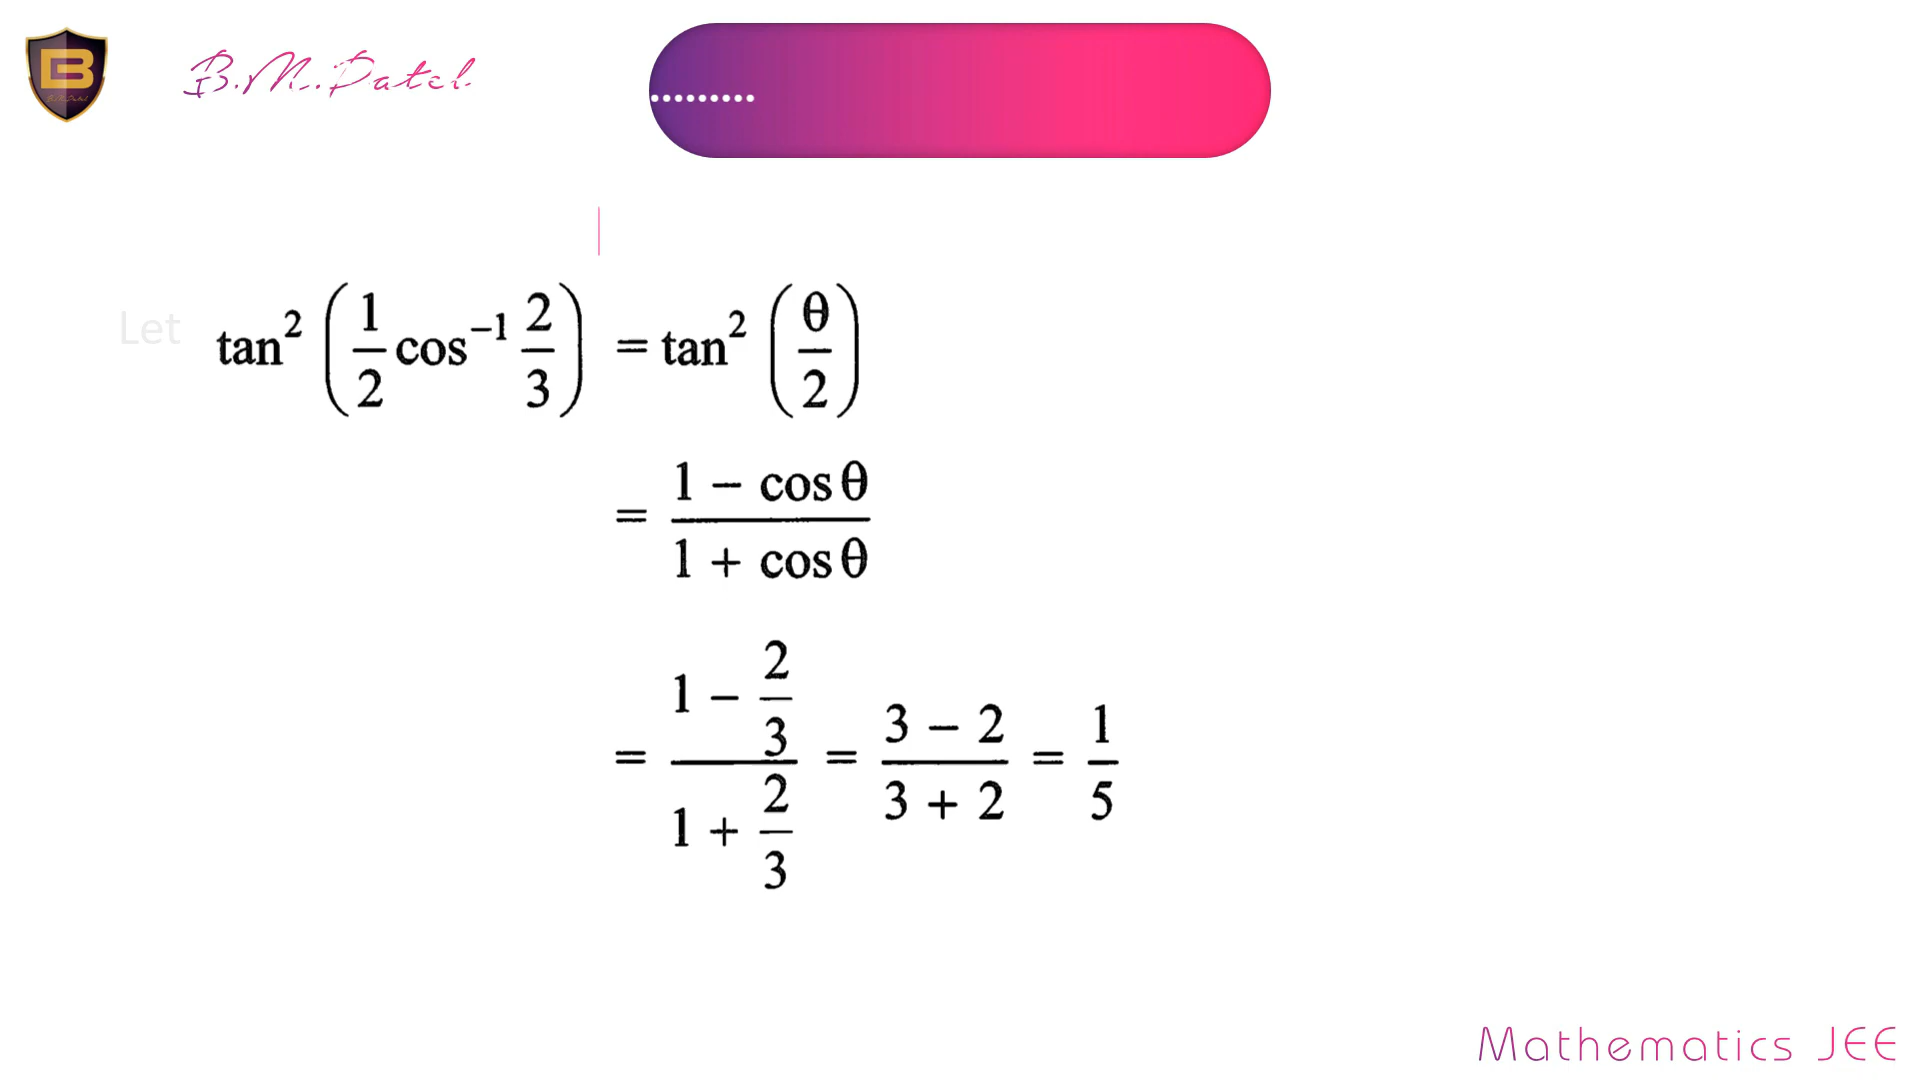 B
B.M.Patel
.........
Let tan² (1/2 cos⁻¹ 2/3) = tan² (θ/2)
= (1 − cos θ)/(1 + cos θ)
= (1 − 2/3)/(1 + 2/3) = (3 − 2)/(3 + 2) = 1/5
Mathematics JEE